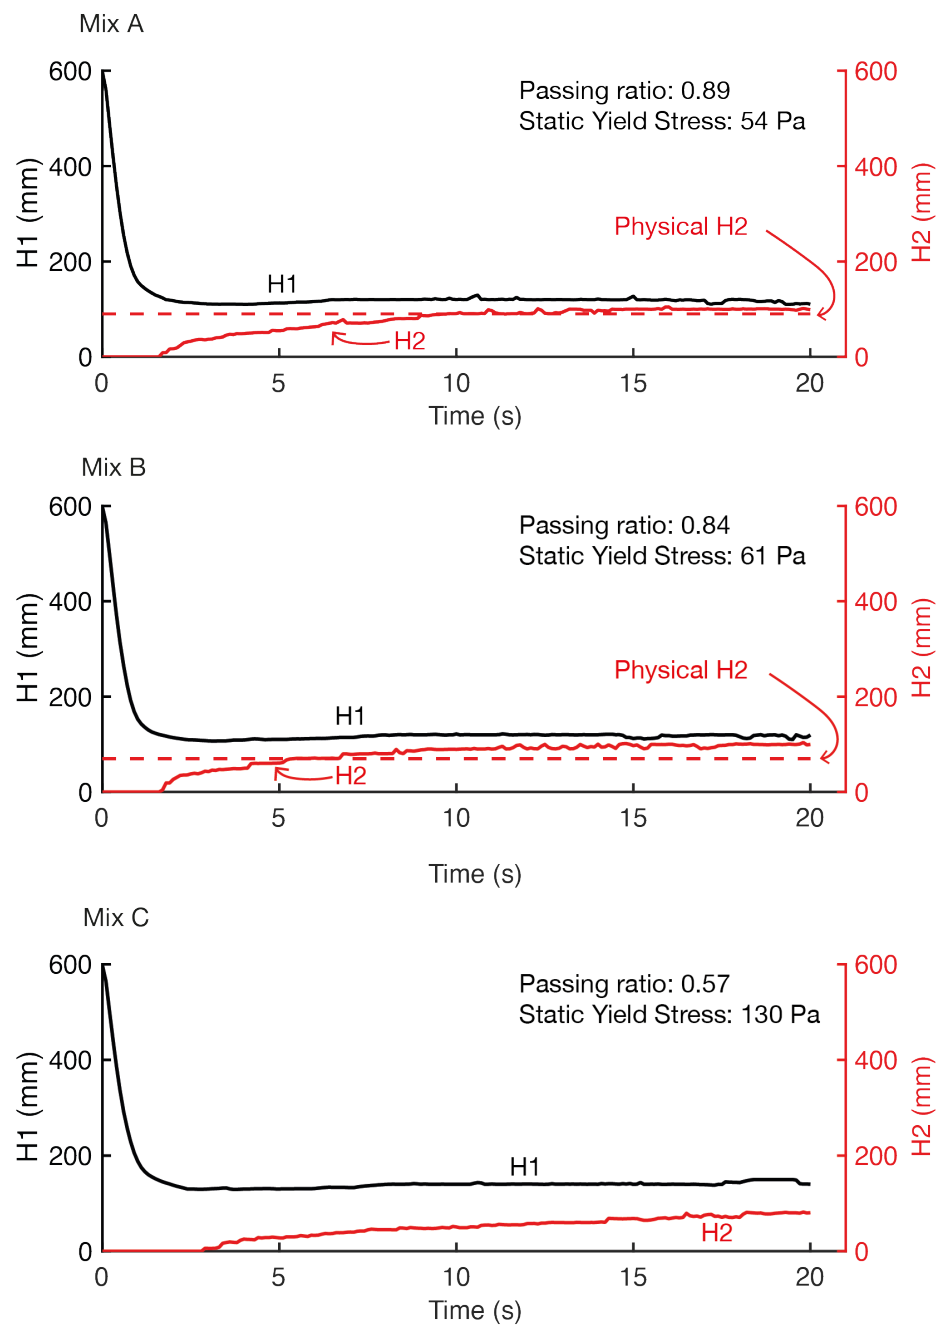 Mix A
600
400
200
0
H1 (mm)
Passing ratio: 0.89
Static Yield Stress: 54 Pa
Physical H2
H1
H2
600
400
200
0
H2 (mm)
0 5 10 15 20
Time (s)
Mix B
600
400
200
0
H1 (mm)
Passing ratio: 0.84
Static Yield Stress: 61 Pa
Physical H2
H1
H2
600
400
200
0
H2 (mm)
0 5 10 15 20
Time (s)
Mix C
600
400
200
0
H1 (mm)
Passing ratio: 0.57
Static Yield Stress: 130 Pa
H1
H2
600
400
200
0
H2 (mm)
0 5 10 15 20
Time (s)